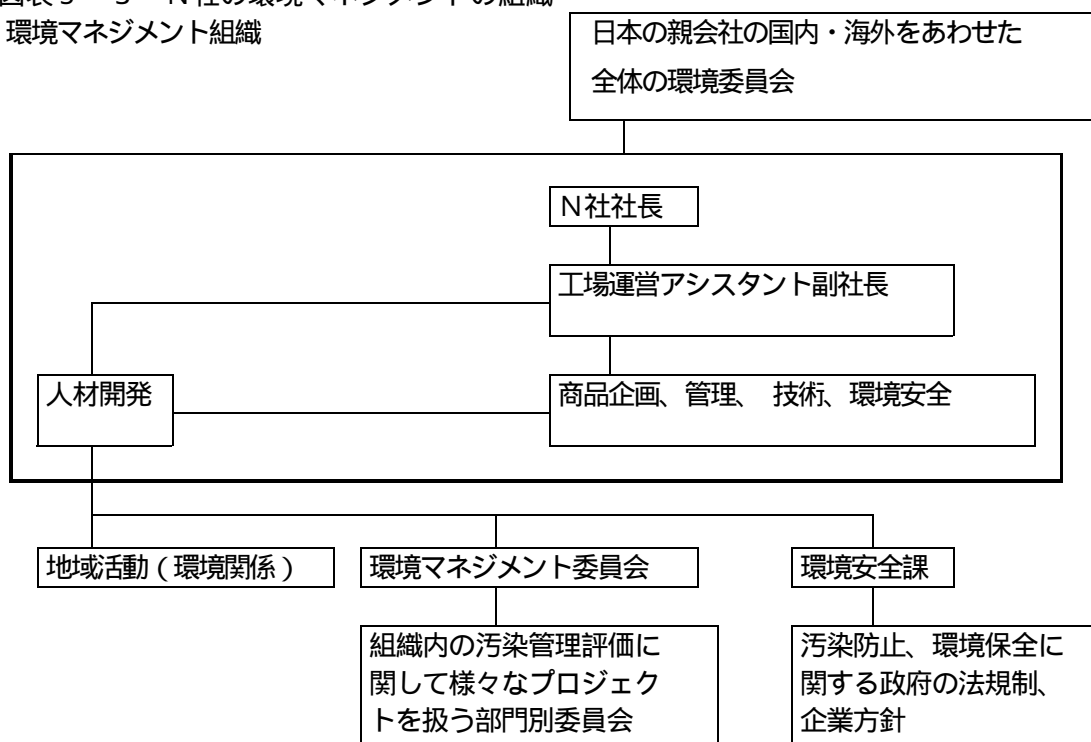 環境マネジメント組織
日本の親会社の国内・海外をあわせた
全体の環境委員会
N社社長
工場運営アシスタント副社長
人材開発
商品企画、管理、 技術、環境安全
地域活動(環境関係)
環境マネジメント委員会
環境安全課
組織内の汚染管理評価に
関して様々なプロジェク
トを扱う部門別委員会
汚染防止、環境保全に
関する政府の法規制、
企業方針